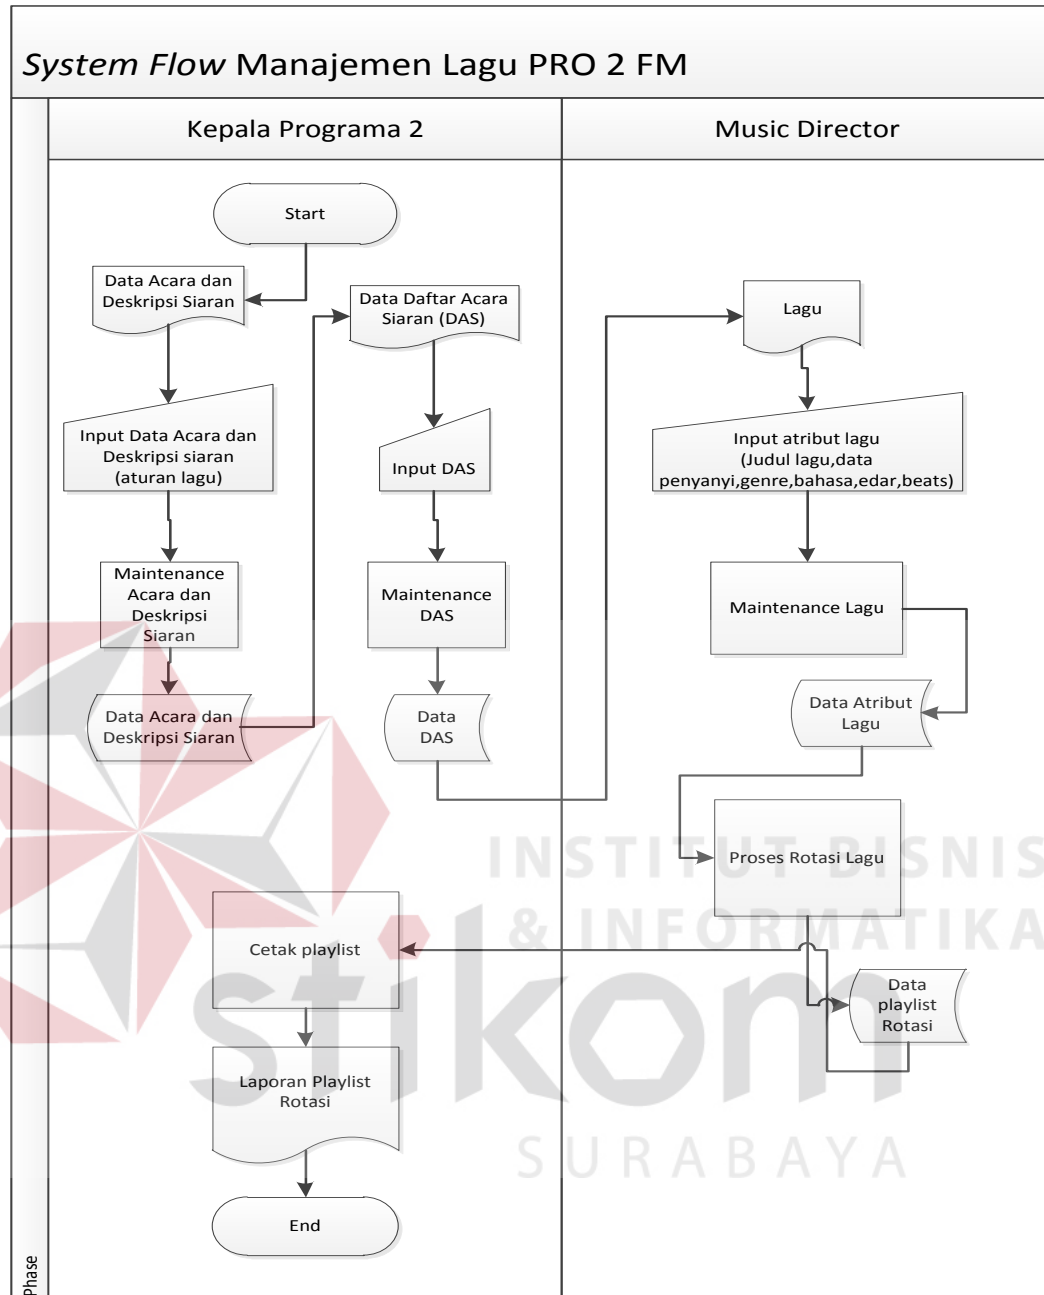 System Flow Manajemen Lagu PRO 2 FM
Kepala Programa 2
Music Director
Start
Data Acara dan
Deskripsi Siaran
Data Daftar Acara
Siaran (DAS)
Lagu
Input Data Acara dan
Deskripsi siaran
(aturan lagu)
Input DAS
Input atribut lagu
(Judul lagu,data
penyanyi,genre,bahasa,edar,beats)
Maintenance
Acara dan
Deskripsi
Siaran
Maintenance
DAS
Maintenance Lagu
Data Acara dan
Deskripsi Siaran
Data
DAS
Data Atribut
Lagu
Proses Rotasi Lagu
Cetak playlist
Data
playlist
Rotasi
Laporan Playlist
Rotasi
End
Phase
INSTITUT BISNIS
& INFORMATIKA
stikom
SURABAYA